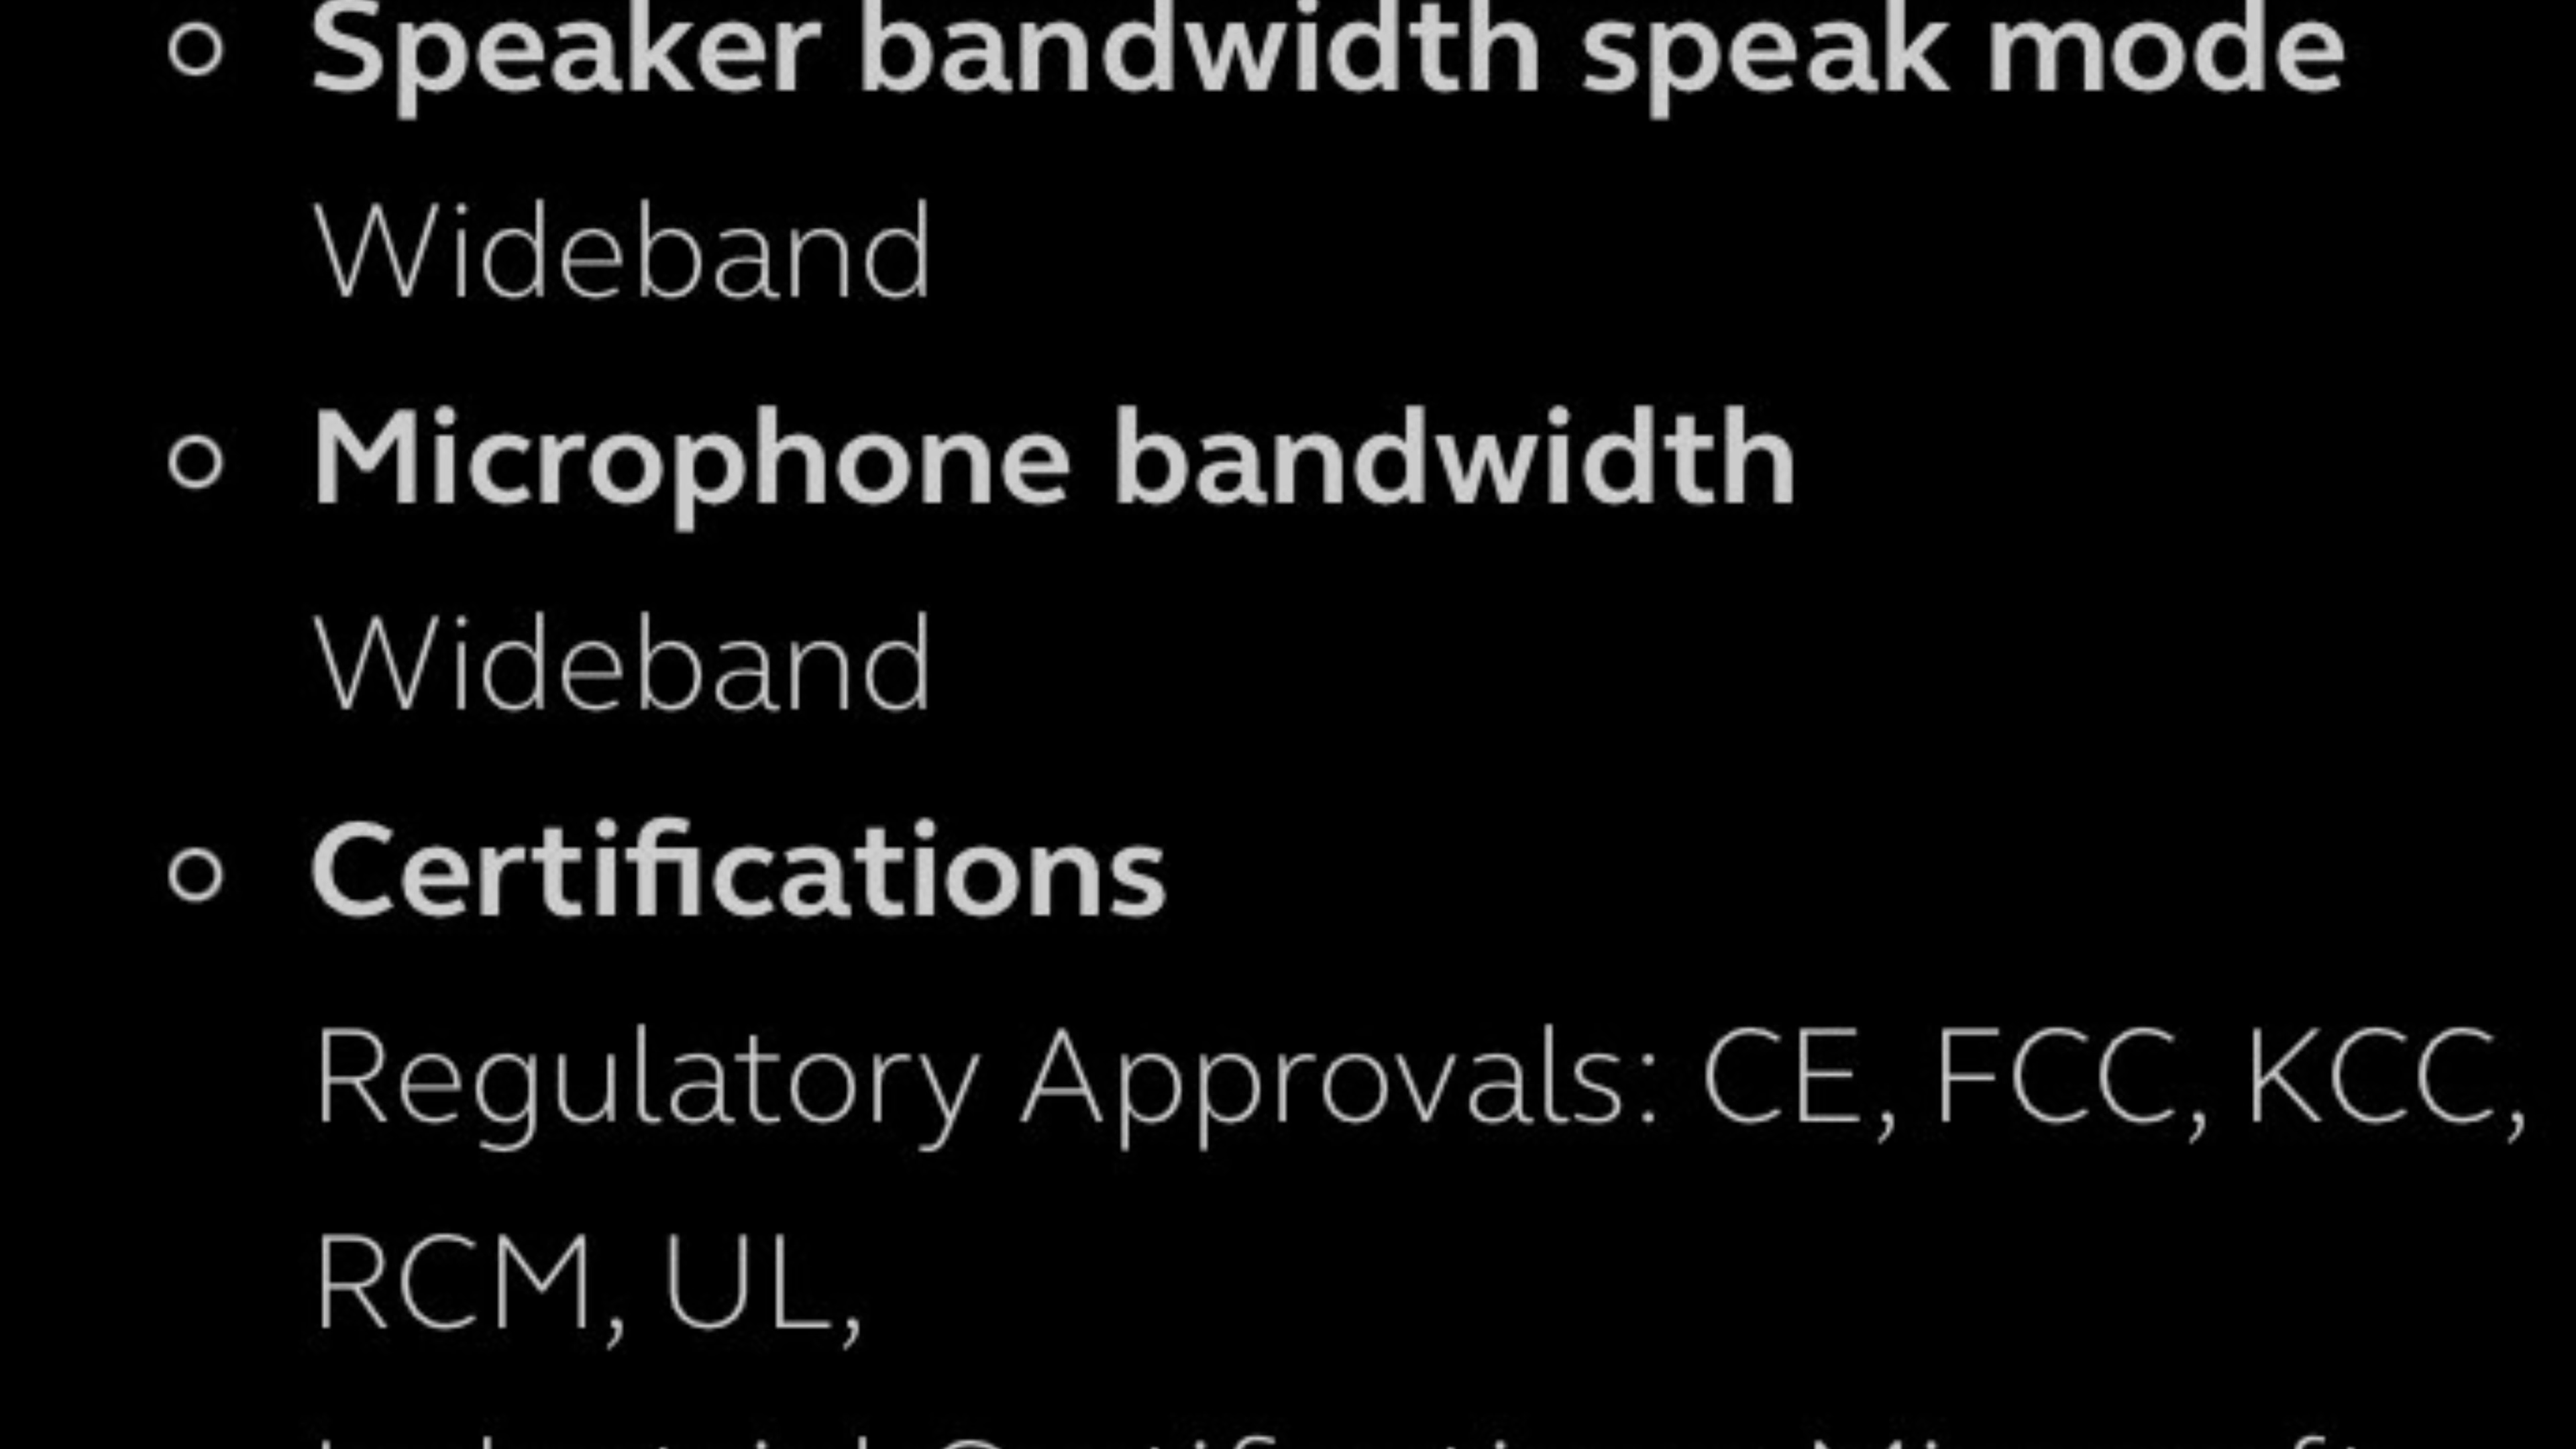 Speaker bandwidth speak mode
Wideband
Microphone bandwidth
Wideband
Certifications
Regulatory Approvals: CE, FCC, KCC,
RCM, UL,